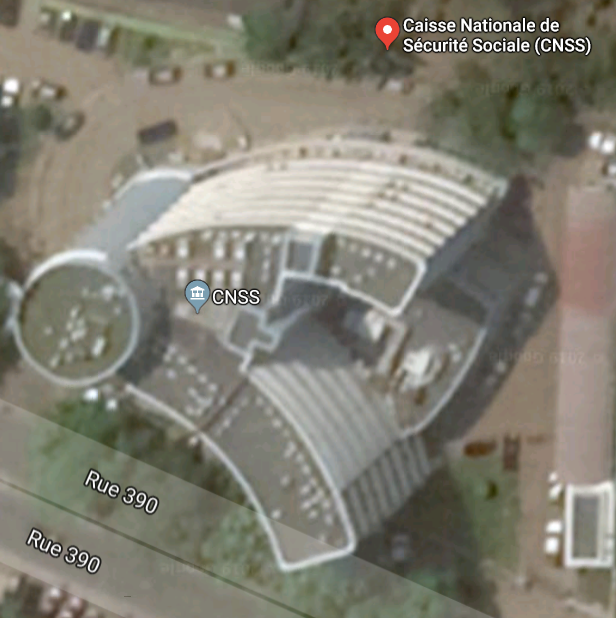 Caisse Nationale de
Sécurité Sociale (CNSS)
CNSS
Rue 390
Rue 390